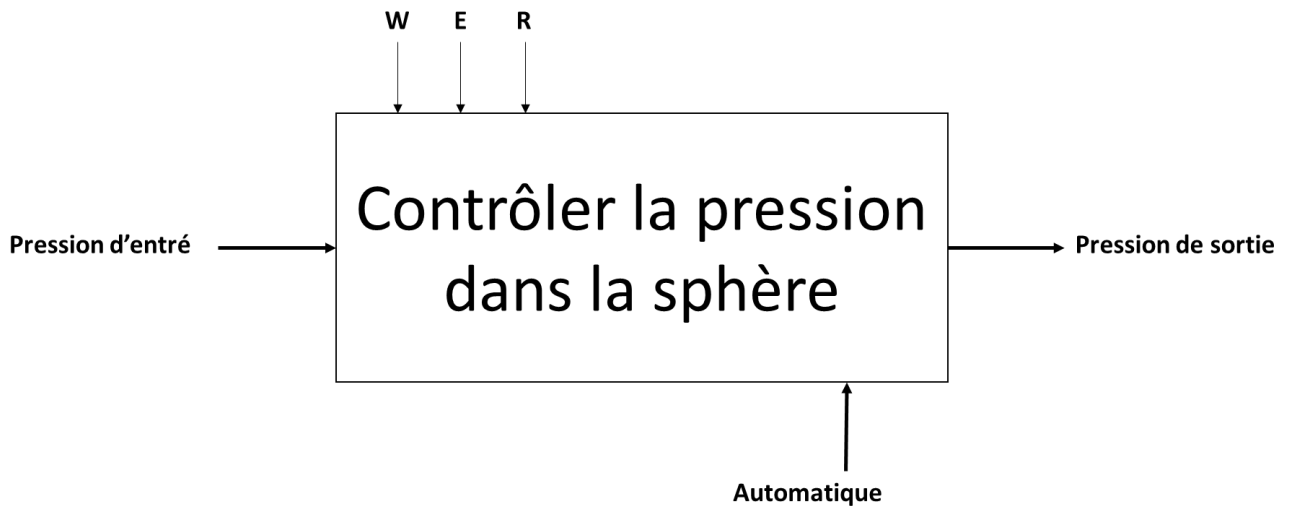 W E R
Contrôler la pression
dans la sphère
Pression d'entré
Pression de sortie
Automatique